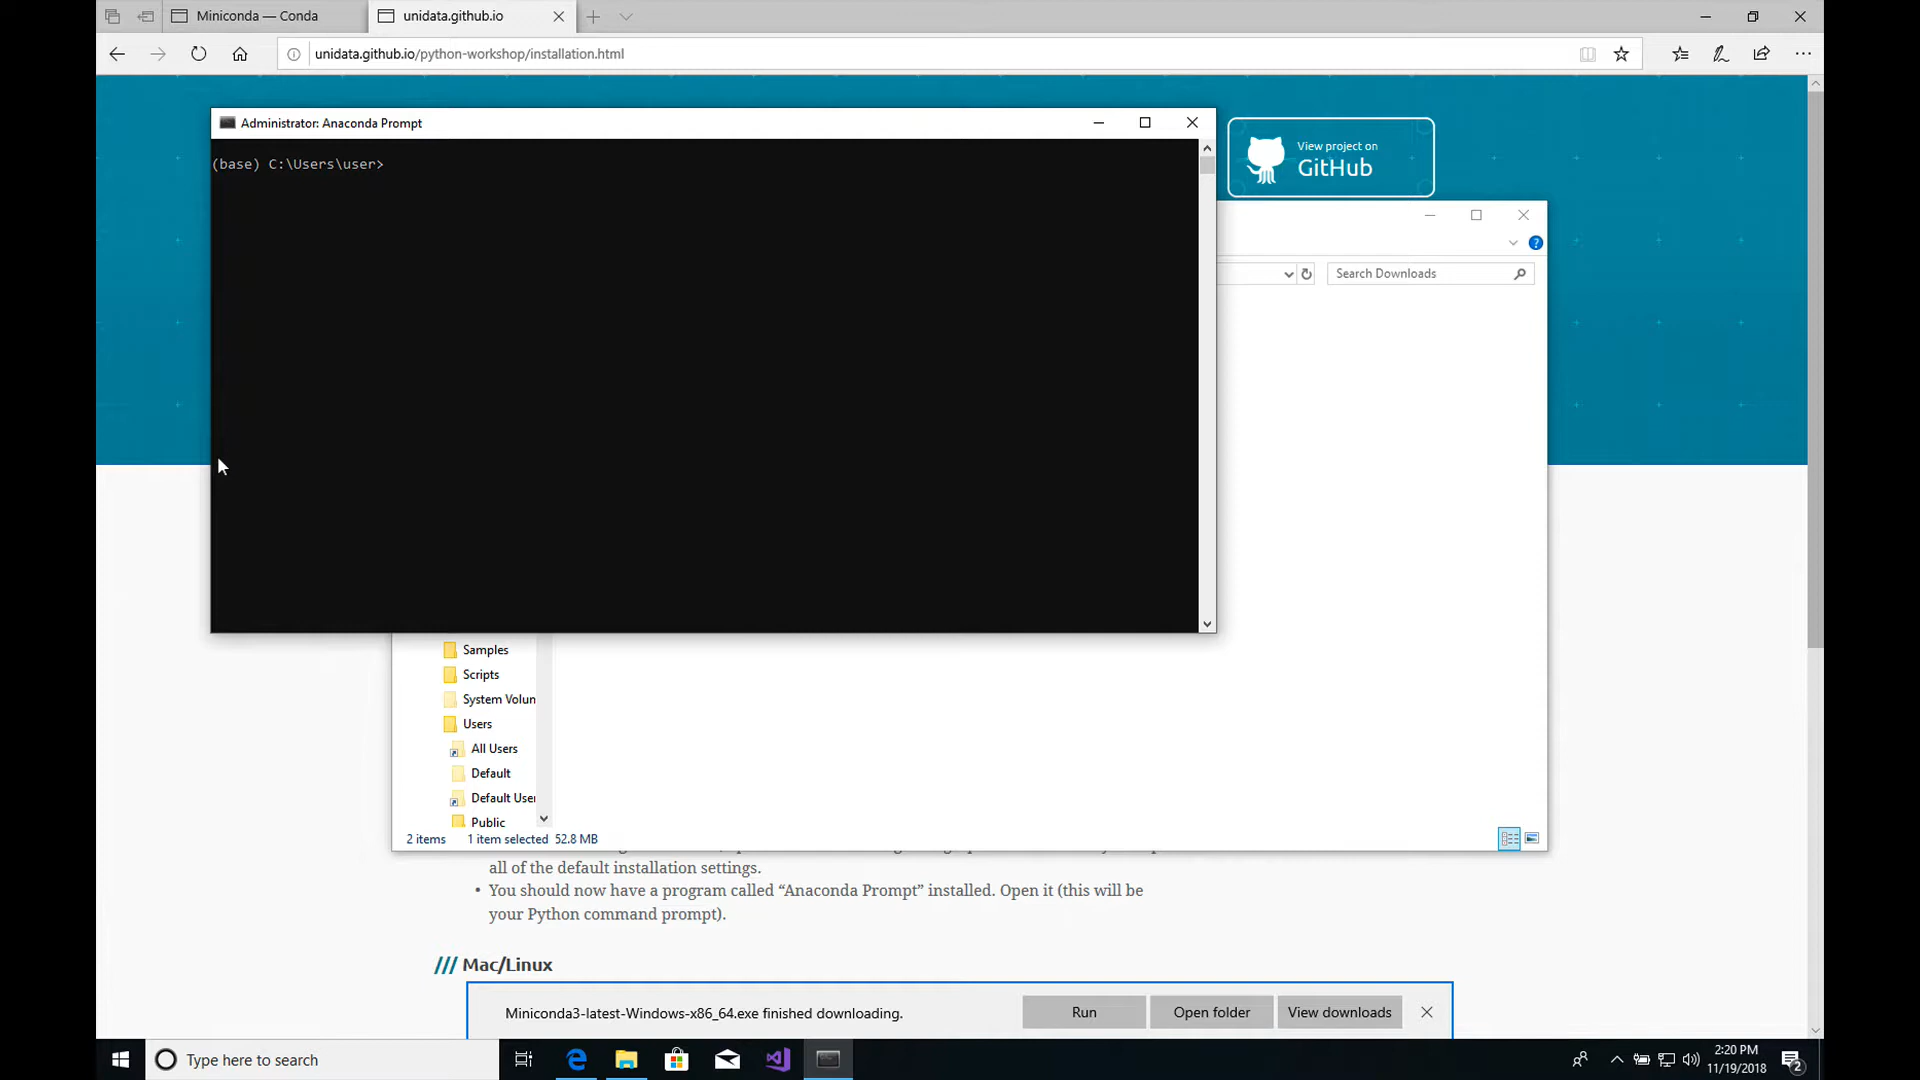 Miniconda — Conda
unidata.github.io
unidata.github.io/python-workshop/installation.html
Administrator: Anaconda Prompt
(base) C:\Users\user>
View project on
GitHub
Search Downloads
Samples
Scripts
System Volun
Users
All Users
Default
Default User
Public
2 items 1 item selected 52.8 MB
all of the default installation settings.
• You should now have a program called “Anaconda Prompt” installed. Open it (this will be
your Python command prompt).
/// Mac/Linux
Miniconda3-latest-Windows-x86_64.exe finished downloading.
Run
Open folder
View downloads
Type here to search
2:20 PM
11/19/2018
2